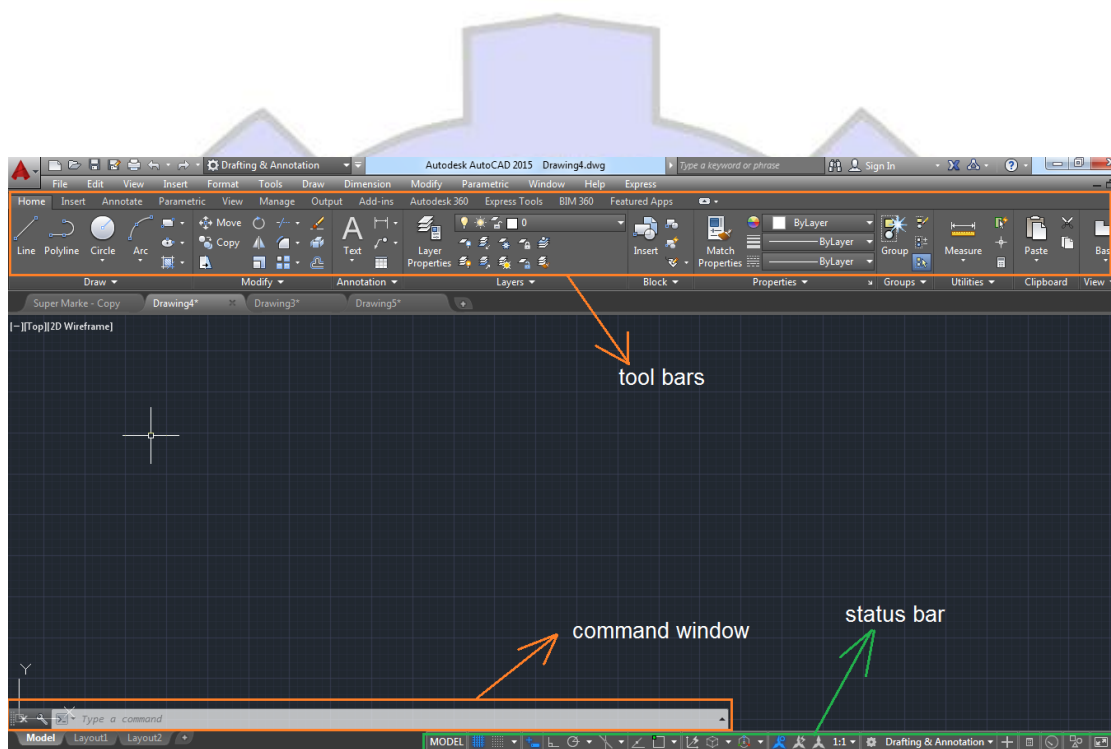 Drafting & Annotation Autodesk AutoCAD 2015 Drawing4.dwg Type a keyword or phrase Sign In
File Edit View Insert Format Tools Draw Dimension Modify Parametric Window Help Express
Home Insert Annotate Parametric View Manage Output Add-ins Autodesk 360 Express Tools BIM 360 Featured Apps
Line Polyline Circle Arc
Move
Copy
Text
Layer Properties
0
Insert
Match Properties
ByLayer
ByLayer
ByLayer
Group
Measure
Paste
Bas
Draw Modify Annotation Layers Block Properties Groups Utilities Clipboard View
Super Marke - Copy Drawing4* Drawing3* Drawing5*
[−][Top][2D Wireframe]
tool bars
status bar
command window
Y
X
Type a command
Model Layout1 Layout2 + MODEL 1:1 Drafting & Annotation